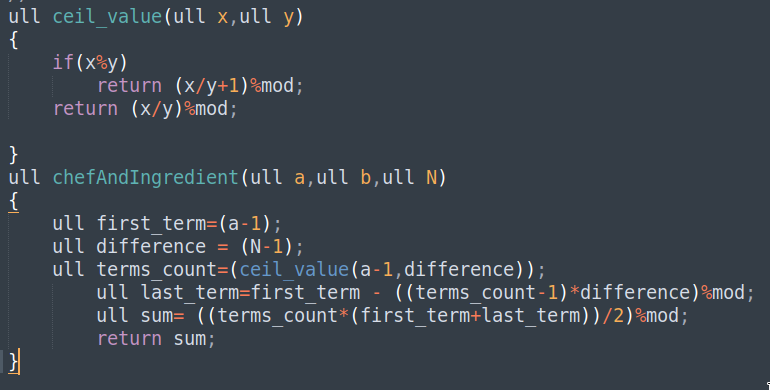 ull ceil_value(ull x,ull y)
{
    if(x%y)
        return (x/y+1)%mod;
    return (x/y)%mod;

}
ull chefAndIngredient(ull a,ull b,ull N)
{
    ull first_term=(a-1);
    ull difference = (N-1);
    ull terms_count=(ceil_value(a-1,difference));
        ull last_term=first_term - ((terms_count-1)*difference)%mod;
        ull sum= ((terms_count*(first_term+last_term))/2)%mod;
        return sum;
}